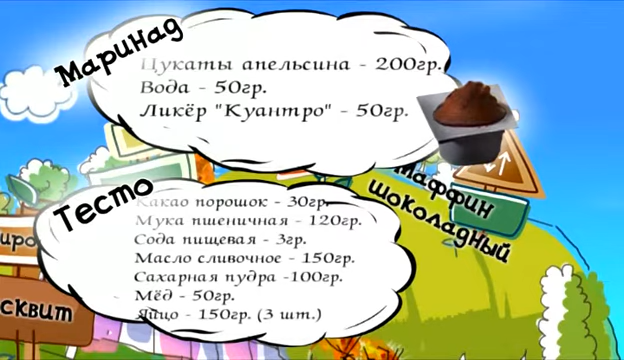 Маринад
Цукаты апельсина - 200гр.
Вода - 50гр.
Ликёр "Куантро" - 50гр.
Маффин
шоколадный
Тесто
Какао порошок - 30гр.
Мука пшеничная - 120гр.
Сода пищевая - 3гр.
Масло сливочное - 150гр.
Сахарная пудра -100гр.
Мёд - 50гр.
Яйцо - 150гр. (3 шт.)